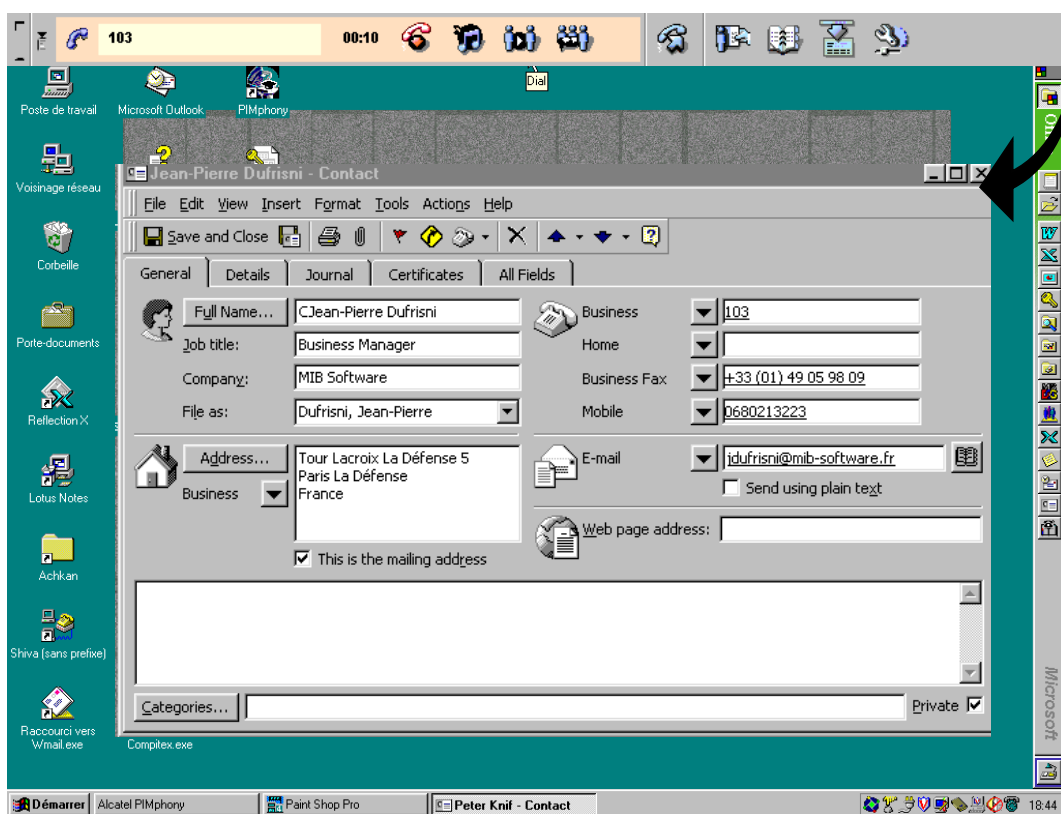 103
00:10
Dial
Poste de travail
Microsoft Outlook
PIMphony
Voisinage réseau
Corbeille
Porte-documents
Reflection X
Lotus Notes
Achkan
Shiva (sans prefixe)
Raccourci vers
Wmail.exe
Compitex.exe
Jean-Pierre Dufrisni - Contact
File Edit View Insert Format Tools Actions Help
Save and Close
General Details Journal Certificates All Fields
Full Name... CJean-Pierre Dufrisni
Job title: Business Manager
Company: MIB Software
File as: Dufrisni, Jean-Pierre
Business 103
Home
Business Fax +33 (01) 49 05 98 09
Mobile 0680213223
Address... Tour Lacroix La Défense 5
Paris La Défense
Business France
This is the mailing address
E-mail jdufrisni@mib-software.fr
Send using plain text
Web page address:
Categories... Private
Microsoft
Démarrer Alcatel PIMphony Paint Shop Pro Peter Knif - Contact 18:44